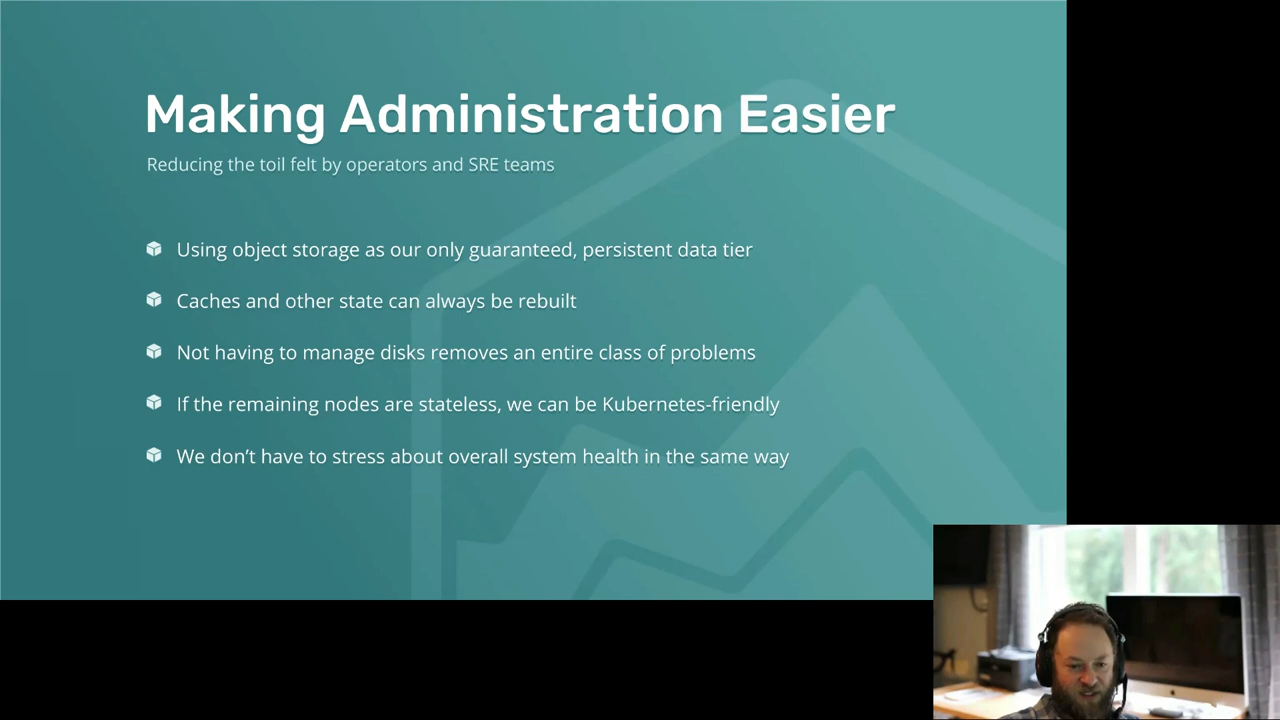 Making Administration Easier
Reducing the toil felt by operators and SRE teams
Using object storage as our only guaranteed, persistent data tier
Caches and other state can always be rebuilt
Not having to manage disks removes an entire class of problems
If the remaining nodes are stateless, we can be Kubernetes-friendly
We don’t have to stress about overall system health in the same way